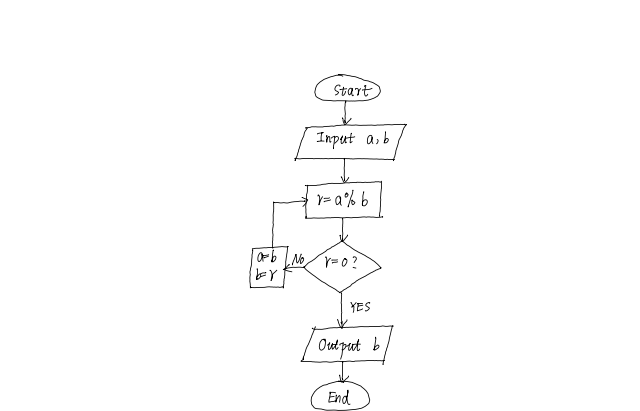 Start
Input a,b
r=a%b
a=b
b=r
No
r=0?
YES
Output b
End